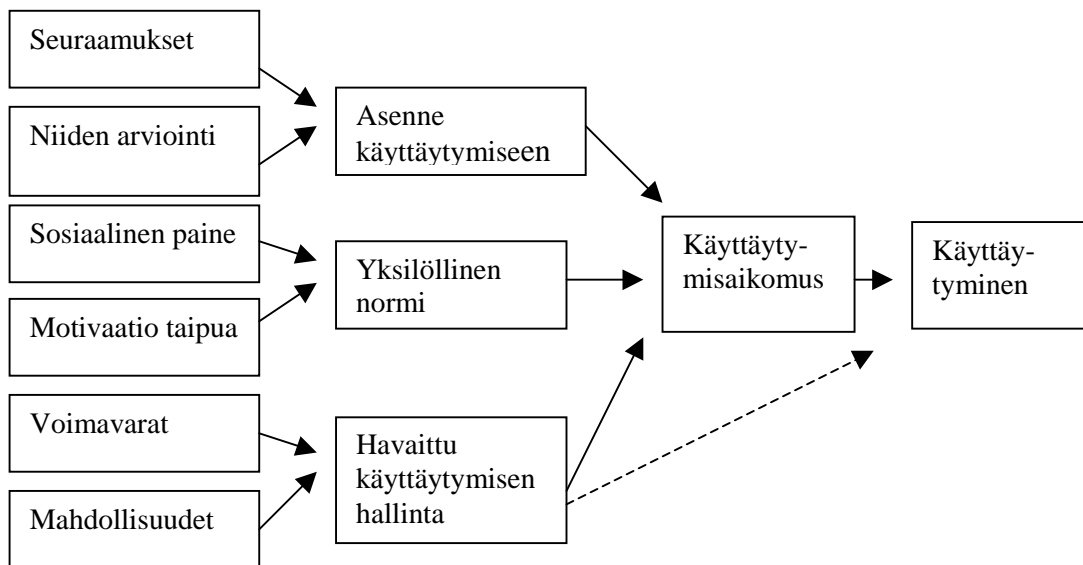 Seuraamukset
Niiden arviointi
Sosiaalinen paine
Motivaatio taipua
Voimavarat
Mahdollisuudet
Asenne
käyttäytymiseen
Yksilöllinen
normi
Havaittu
käyttäytymisen
hallinta
Käyttäyty-
misaikomus
Käyttäy-
tyminen